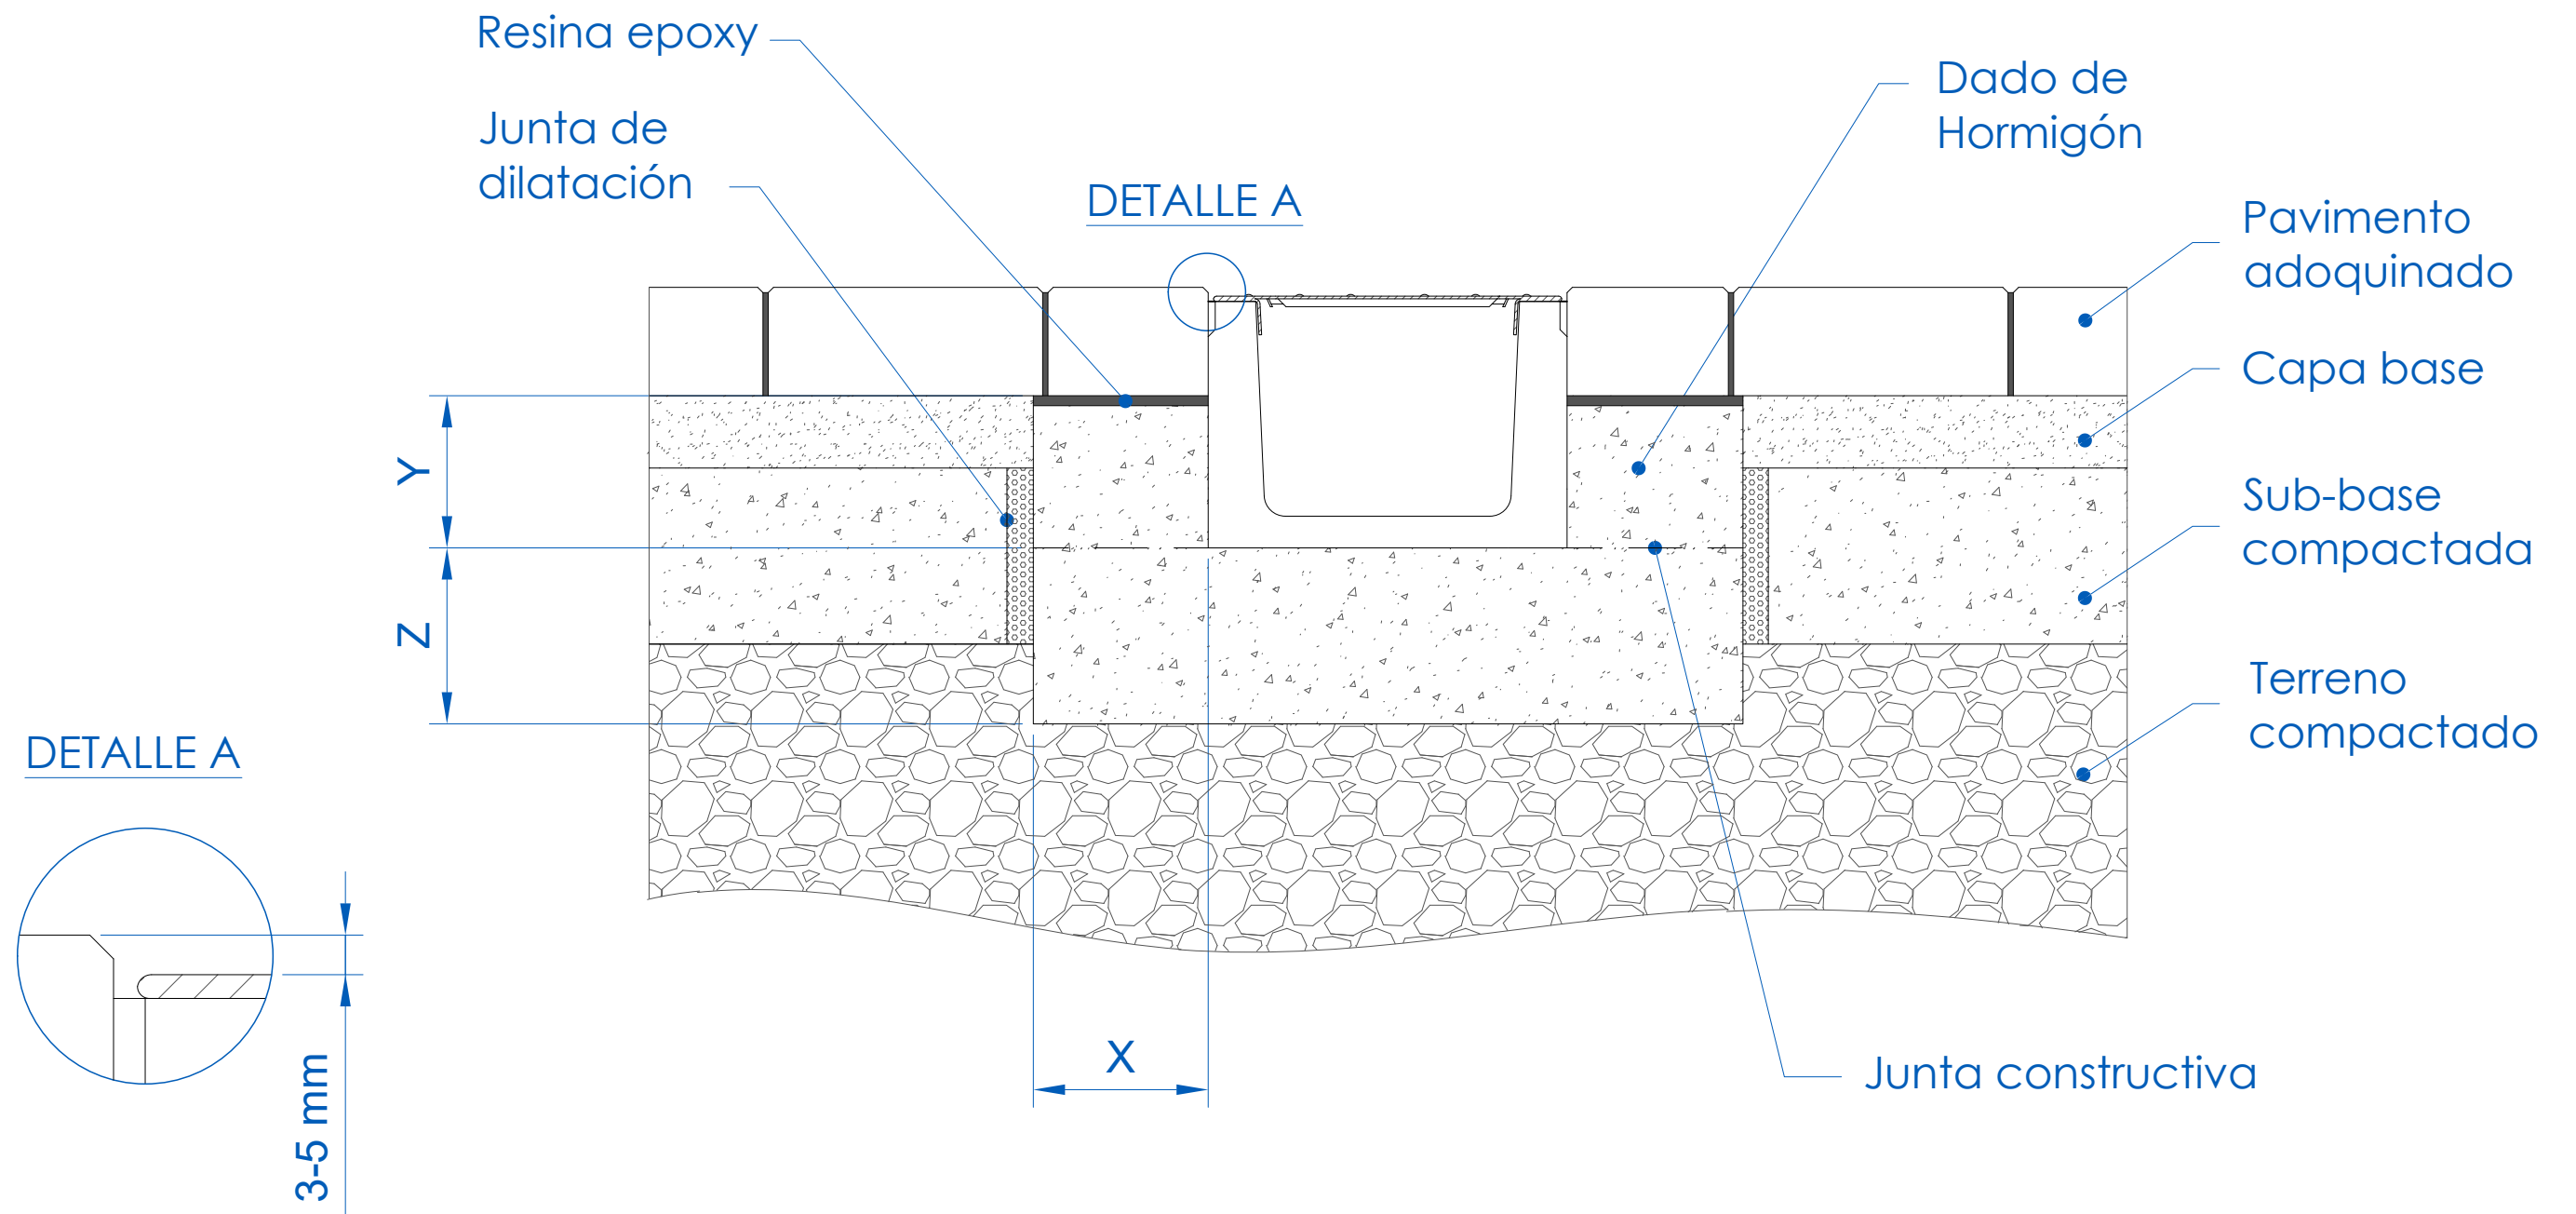 Resina epoxy
Junta de
dilatación
DETALLE A
Dado de
Hormigón
Pavimento
adoquinado
Capa base
Sub-base
compactada
Terreno
compactado
Y
Z
X
Junta constructiva
DETALLE A
3-5 mm